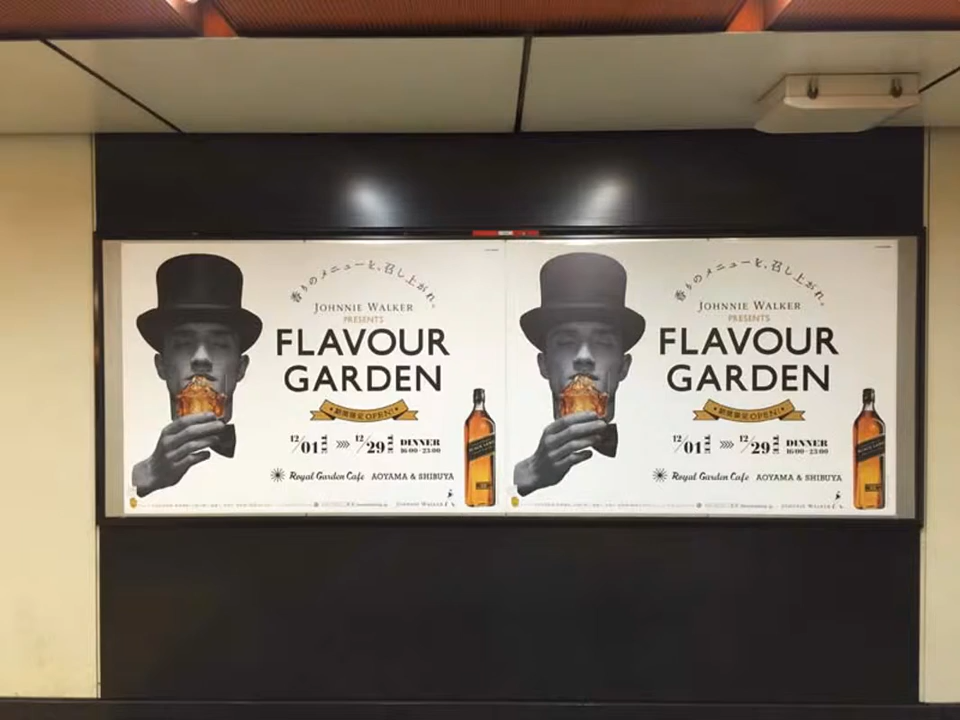 香りのメニューを、召し上がれ。
JOHNNIE WALKER
PRESENTS
FLAVOUR
GARDEN
期間限定OPEN!
12/01 12/29 DINNER
16:00-23:00
Royal Garden Cafe AOYAMA & SHIBUYA
JOHNNIE WALKER
香りのメニューを、召し上がれ。
JOHNNIE WALKER
PRESENTS
FLAVOUR
GARDEN
期間限定OPEN!
12/01 12/29 DINNER
16:00-23:00
Royal Garden Cafe AOYAMA & SHIBUYA
JOHNNIE WALKER